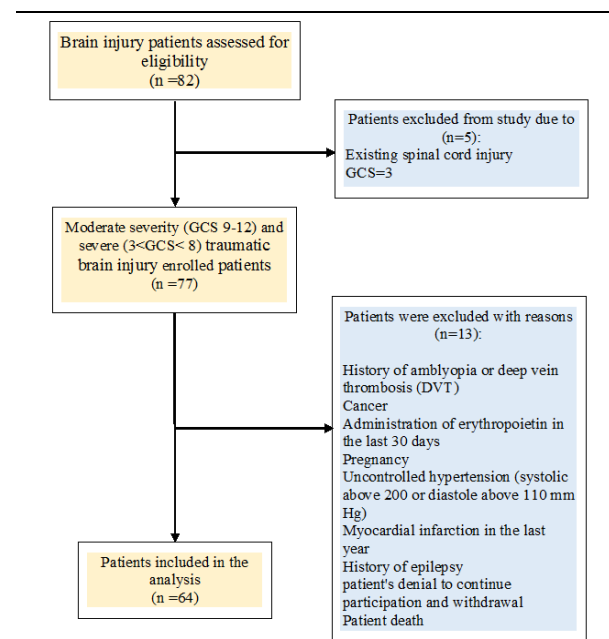 Brain injury patients assessed for
eligibility
(n =82)
Patients excluded from study due to
(n=5):
Existing spinal cord injury
GCS=3
Moderate severity (GCS 9-12) and
severe (3<GCS< 8) traumatic
brain injury enrolled patients
(n =77)
Patients were excluded with reasons
(n=13):
History of amblyopia or deep vein
thrombosis (DVT)
Cancer
Administration of erythropoietin in
the last 30 days
Pregnancy
Uncontrolled hypertension (systolic
above 200 or diastole above 110 mm
Hg)
Myocardial infarction in the last
year
History of epilepsy
patient's denial to continue
participation and withdrawal
Patient death
Patients included in the
analysis
(n =64)